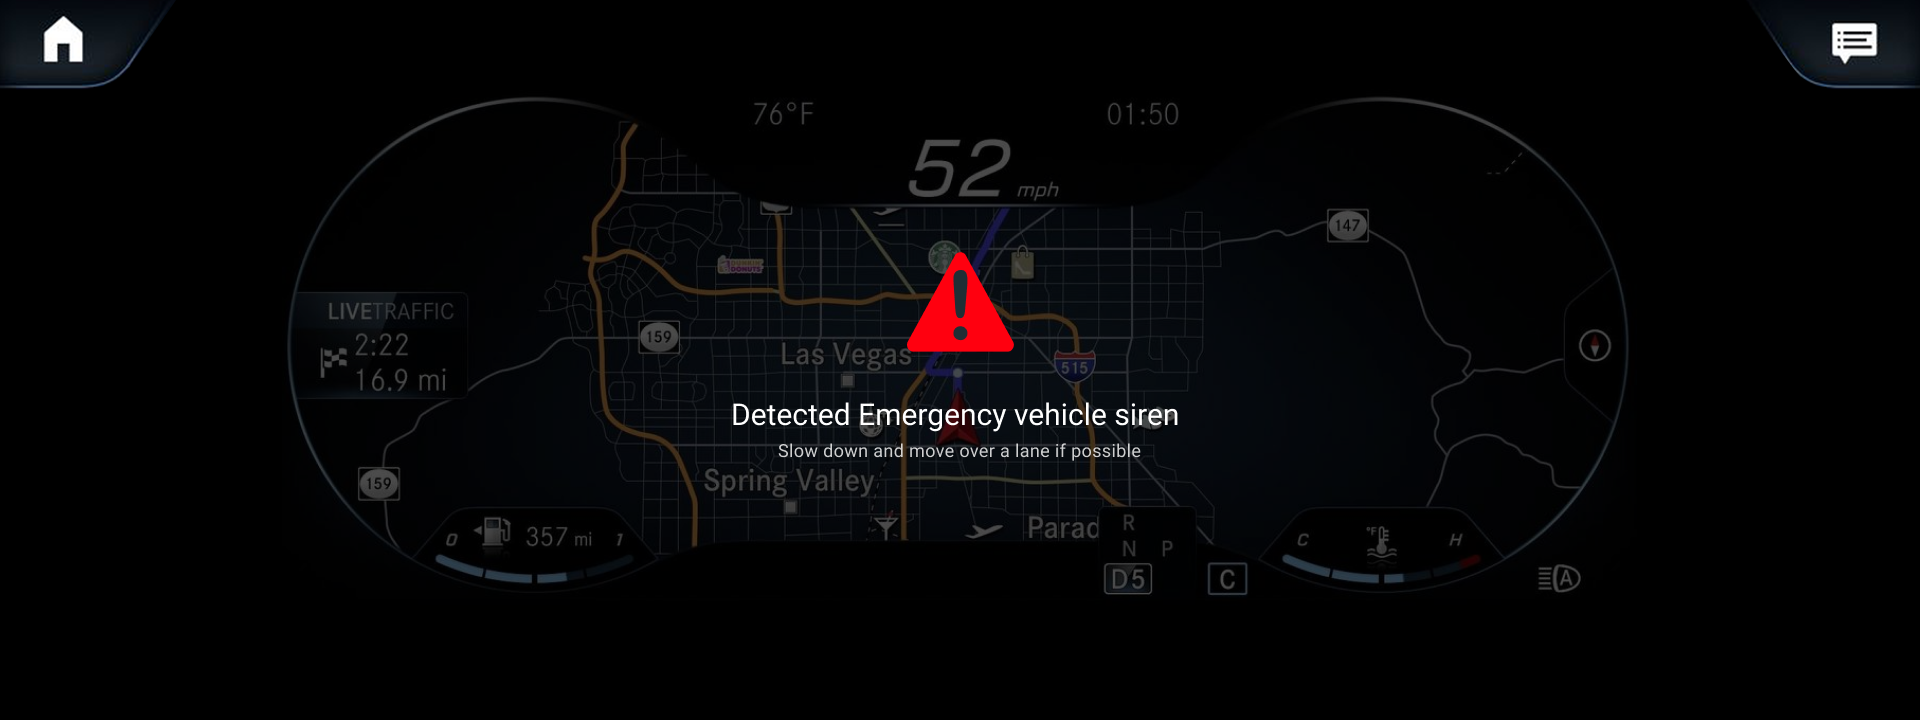 76°F
01:50
52 mph
147
LIVETRAFFIC
2:22
16.9 mi
159
Las Vegas
515
Detected Emergency vehicle siren
Slow down and move over a lane if possible
159
Spring Valley
Parad
R
N P
D5
C
0
357 mi
1
C
°F
H
A